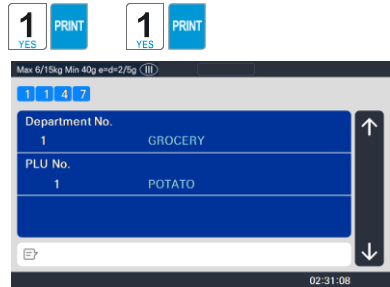 1 YES PRINT 1 YES PRINT
Max 6/15kg Min 40g e=d=2/5g III
1 1 4 7
Department No.
1 GROCERY
PLU No.
1 POTATO
02:31:08